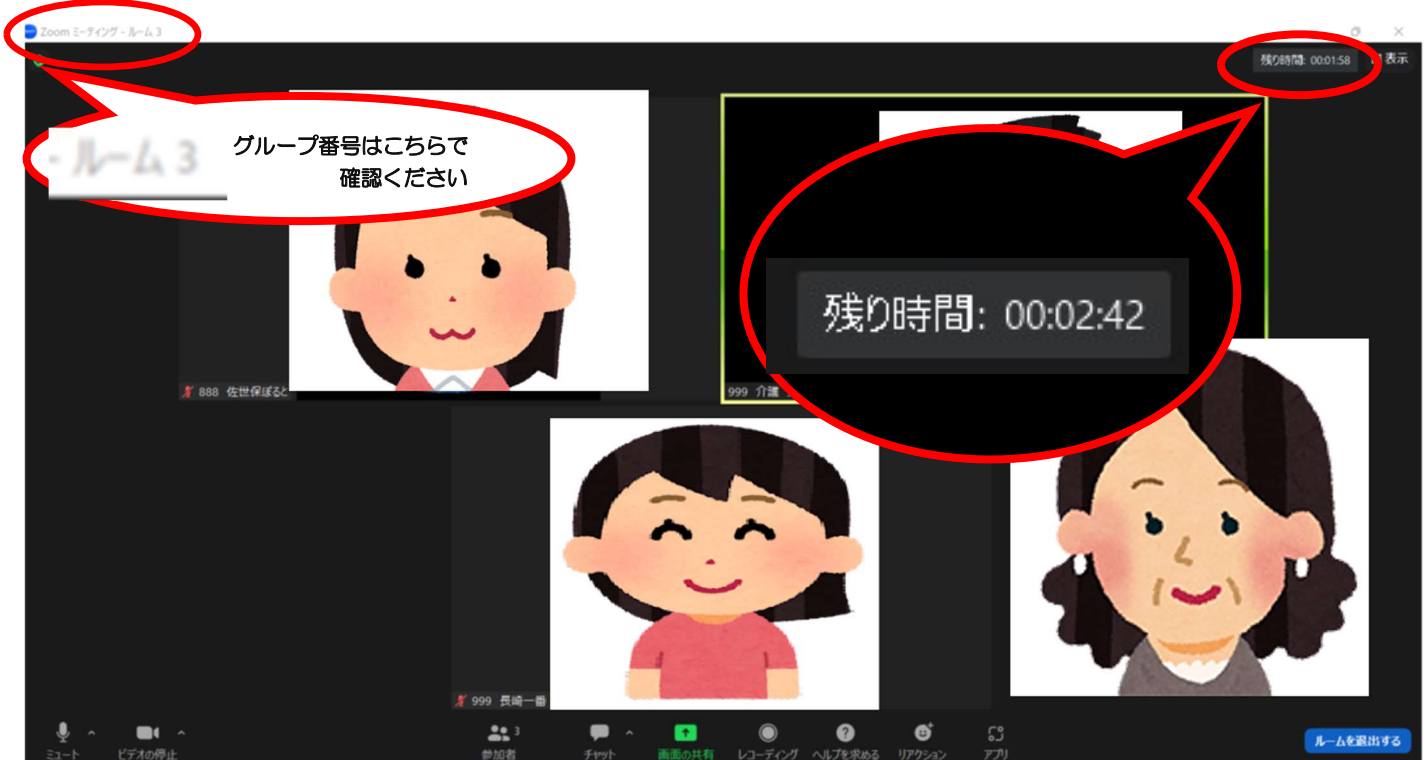 Zoom ミーティング - ルーム 3
残り時間: 00:01:58
表示
- ルーム 3
グループ番号はこちらで
確認ください
残り時間: 00:02:42
888 佐世保ぽると
999 介護
999 長崎一番
ミュート
ビデオの停止
3
参加者
チャット
画面の共有
レコーディング
ヘルプを求める
リアクション
アプリ
ルームを退出する